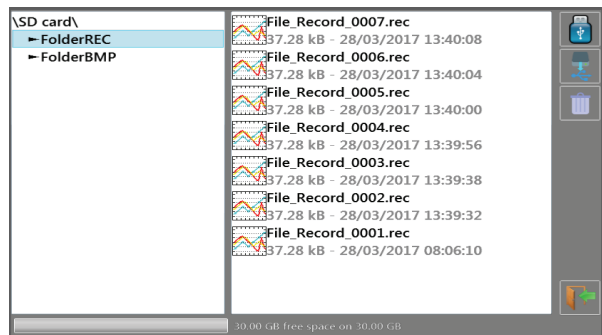 \SD card\
►FolderREC
►FolderBMP
File_Record_0007.rec
37.28 kB - 28/03/2017 13:40:08
File_Record_0006.rec
37.28 kB - 28/03/2017 13:40:04
File_Record_0005.rec
37.28 kB - 28/03/2017 13:40:00
File_Record_0004.rec
37.28 kB - 28/03/2017 13:39:56
File_Record_0003.rec
37.28 kB - 28/03/2017 13:39:38
File_Record_0002.rec
37.28 kB - 28/03/2017 13:39:32
File_Record_0001.rec
37.28 kB - 28/03/2017 08:06:10
30.00 GB free space on 30.00 GB